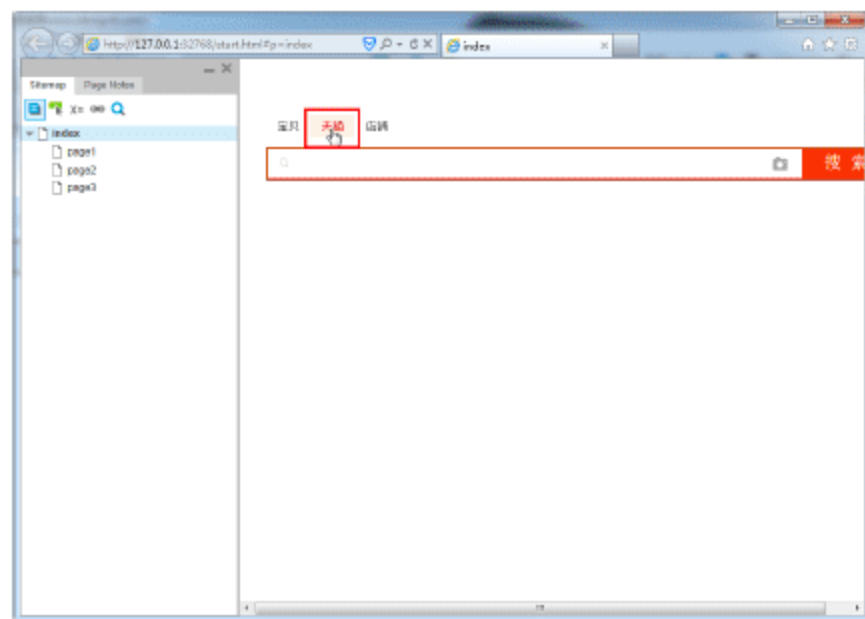 http://127.0.0.1:32768/start.html#p=index
index
Sitemap Page Notes
index
page1
page2
page3
宝贝 天猫 店铺
搜 索